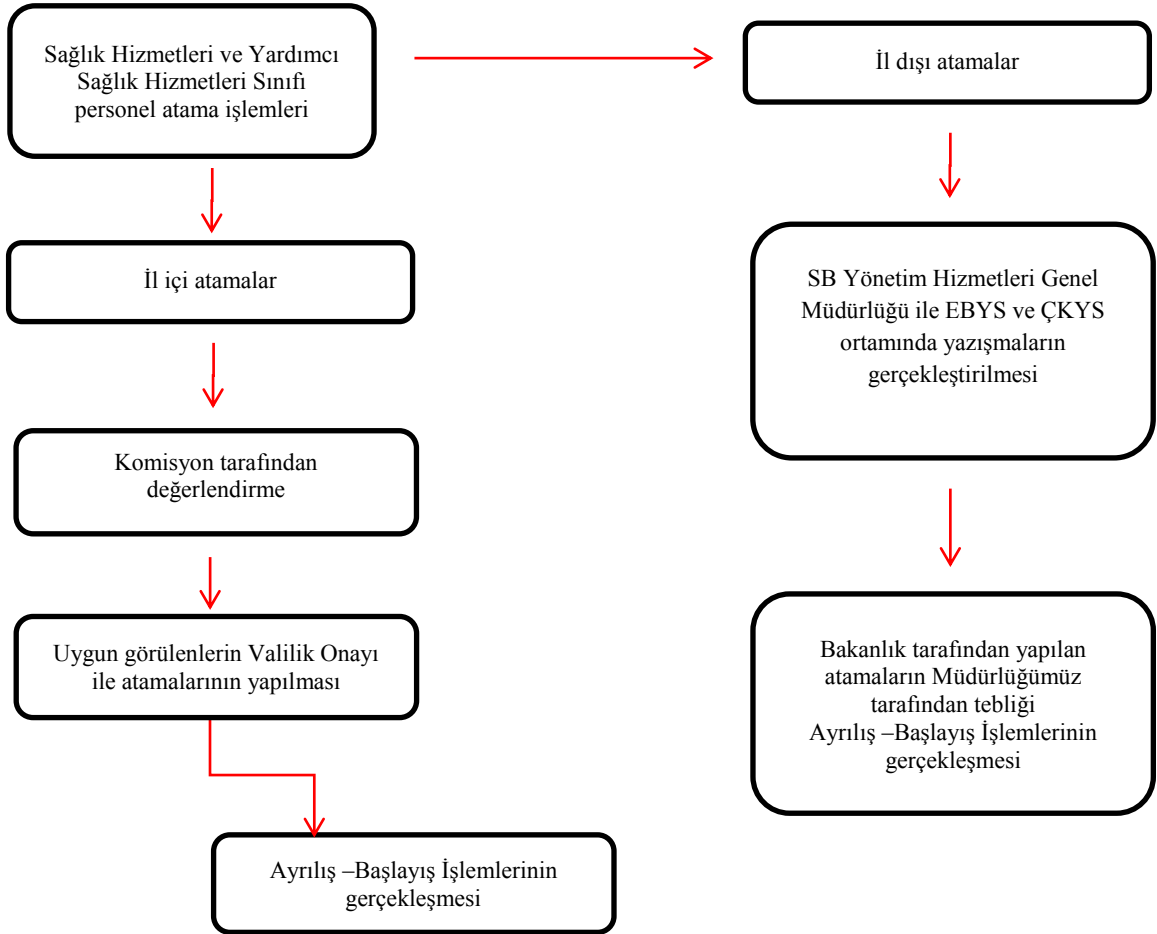 Sağlık Hizmetleri ve Yardımcı
Sağlık Hizmetleri Sınıfı
personel atama işlemleri
İl dışı atamalar
İl içi atamalar
SB Yönetim Hizmetleri Genel
Müdürlüğü ile EBYS ve ÇKYS
ortamında yazışmaların
gerçekleştirilmesi
Komisyon tarafından
değerlendirme
Uygun görülenlerin Valilik Onayı
ile atamalarının yapılması
Bakanlık tarafından yapılan
atamaların Müdürlüğümüz
tarafından tebliği
Ayrılış –Başlayış İşlemlerinin
gerçekleşmesi
Ayrılış –Başlayış İşlemlerinin
gerçekleşmesi